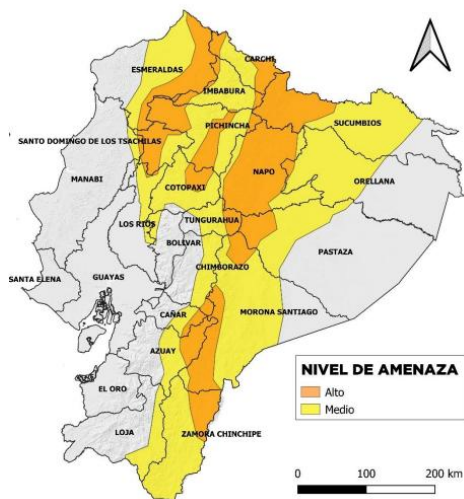 CARCHI
ESMERALDAS
IMBABURA
PICHINCHA
SUCUMBIOS
SANTO DOMINGO DE LOS TSACHILAS
NAPO
MANABI
COTOPAXI
ORELLANA
TUNGURAHUA
LOS RIOS
BOLIVAR
PASTAZA
CHIMBORAZO
SANTA ELENA
GUAYAS
CAÑAR
MORONA SANTIAGO
AZUAY
EL ORO
LOJA
ZAMORA CHINCHIPE
NIVEL DE AMENAZA
Alto
Medio
0 100 200 km